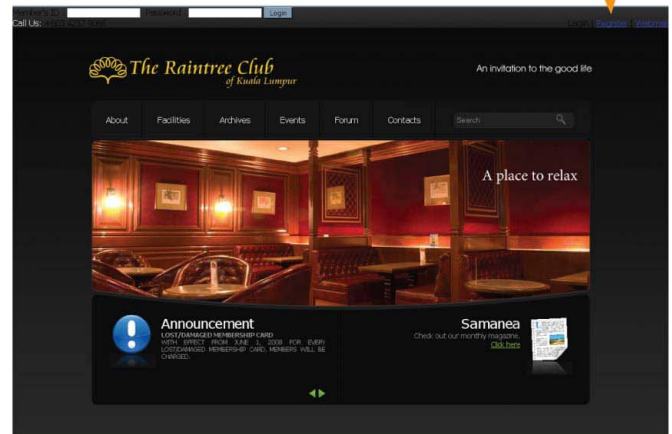 Member's ID : Password : Login
Call Us:
Login | Register | Webmail
The Raintree Club
of Kuala Lumpur
An invitation to the good life
About Facilities Archives Events Forum Contacts Search
A place to relax
Announcement
LOST/DAMAGED MEMBERSHIP CARD
WITH EFFECT FROM JUNE 1, 2008 FOR EVERY
LOST/DAMAGED MEMBERSHIP CARD, MEMBERS WILL BE
CHARGED.
Samanea
Check out our monthly magazine.
Click here